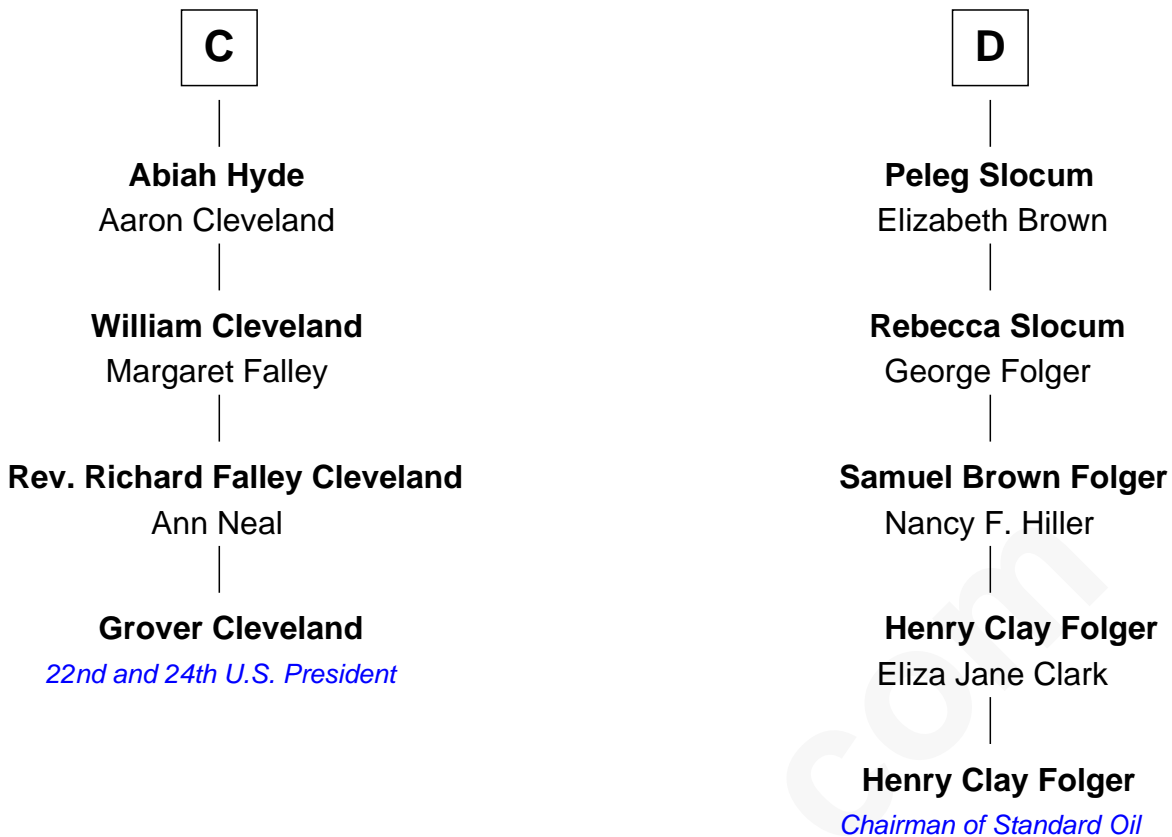 C
Abiah Hyde
Aaron Cleveland
William Cleveland
Margaret Falley
Rev. Richard Falley Cleveland
Ann Neal
Grover Cleveland
22nd and 24th U.S. President
D
Peleg Slocum
Elizabeth Brown
Rebecca Slocum
George Folger
Samuel Brown Folger
Nancy F. Hiller
Henry Clay Folger
Eliza Jane Clark
Henry Clay Folger
Chairman of Standard Oil
com